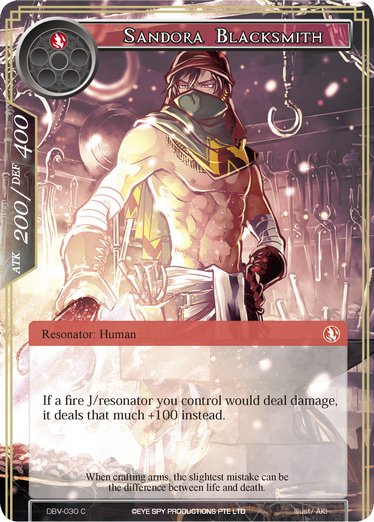 Sandora Blacksmith
ATK 200/DEF 400
Resonator: Human
If a fire J/resonator you control would deal damage,
it deals that much +100 instead.
When crafting arms, the slightest mistake can be
the difference between life and death.
DBV-030 C ©EYE SPY PRODUCTIONS PTE LTD Illust/ AKI